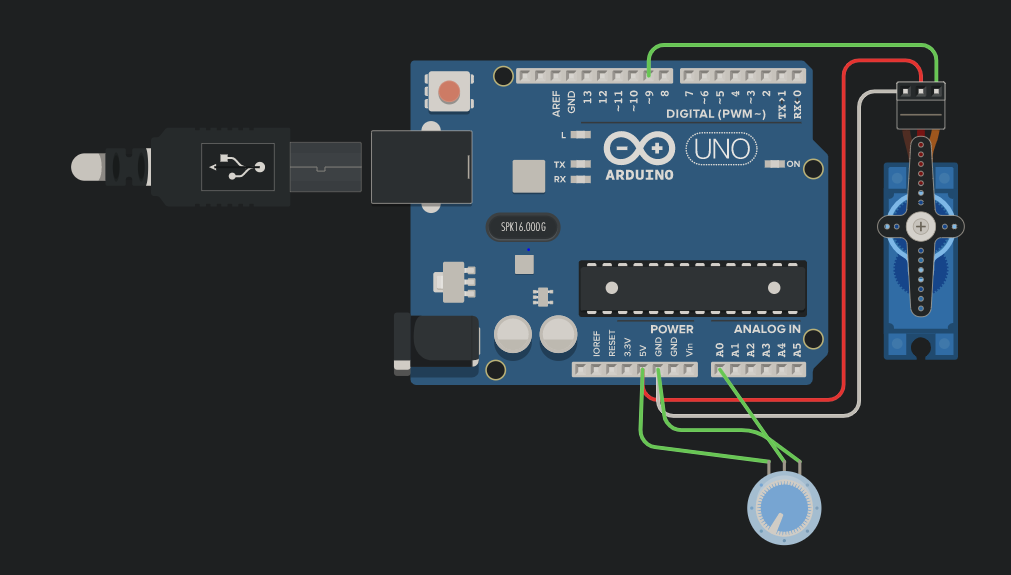 AREF
GND
13
12
~11
~10
~9
8
7
~6
~5
4
~3
2
TX>1
RX<0
DIGITAL (PWM ~)
L
TX
RX
UNO
ON
ARDUINO
SPK16.000G
POWER
ANALOG IN
IOREF
RESET
3.3V
5V
GND
GND
Vin
A0
A1
A2
A3
A4
A5